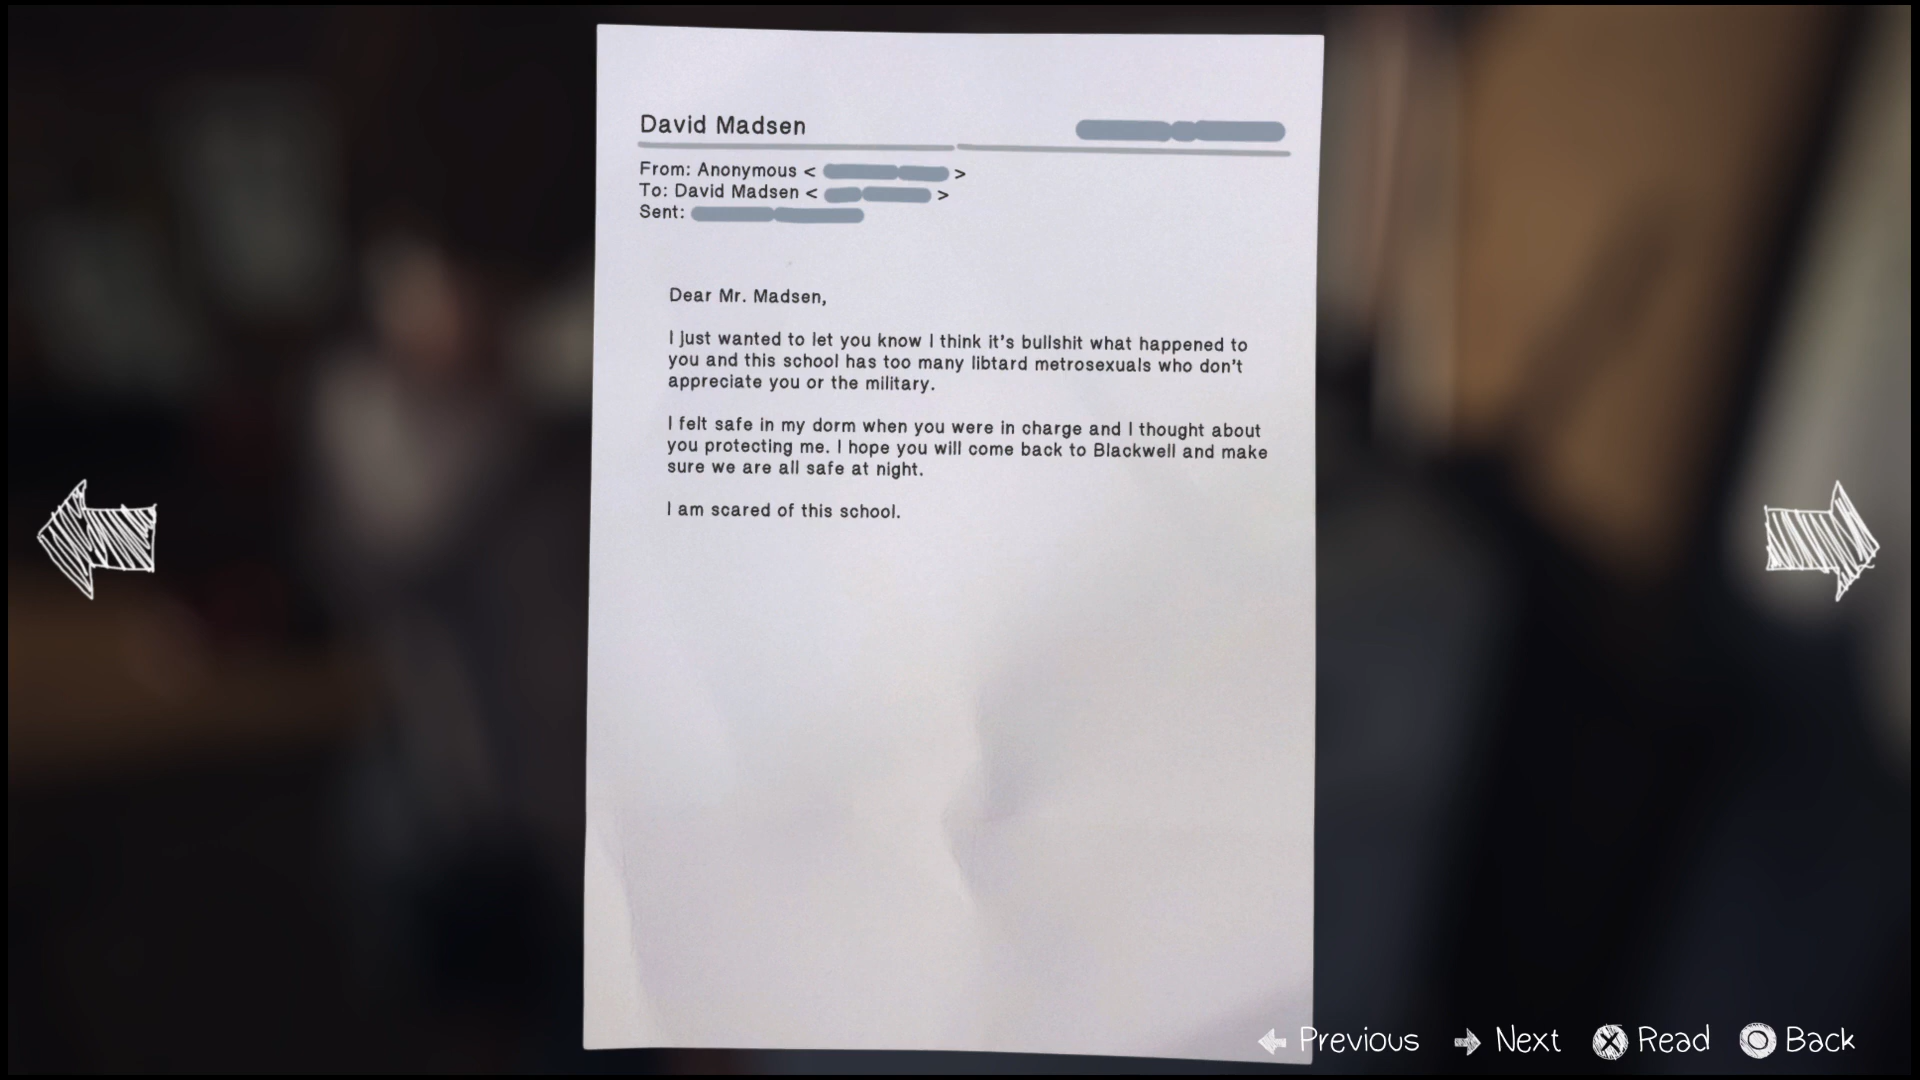 David Madsen
From: Anonymous < >
To: David Madsen < >
Sent:
Dear Mr. Madsen,
I just wanted to let you know I think it's bullshit what happened to
you and this school has too many libtard metrosexuals who don't
appreciate you or the military.
I felt safe in my dorm when you were in charge and I thought about
you protecting me. I hope you will come back to Blackwell and make
sure we are all safe at night.
I am scared of this school.
Previous Next Read Back